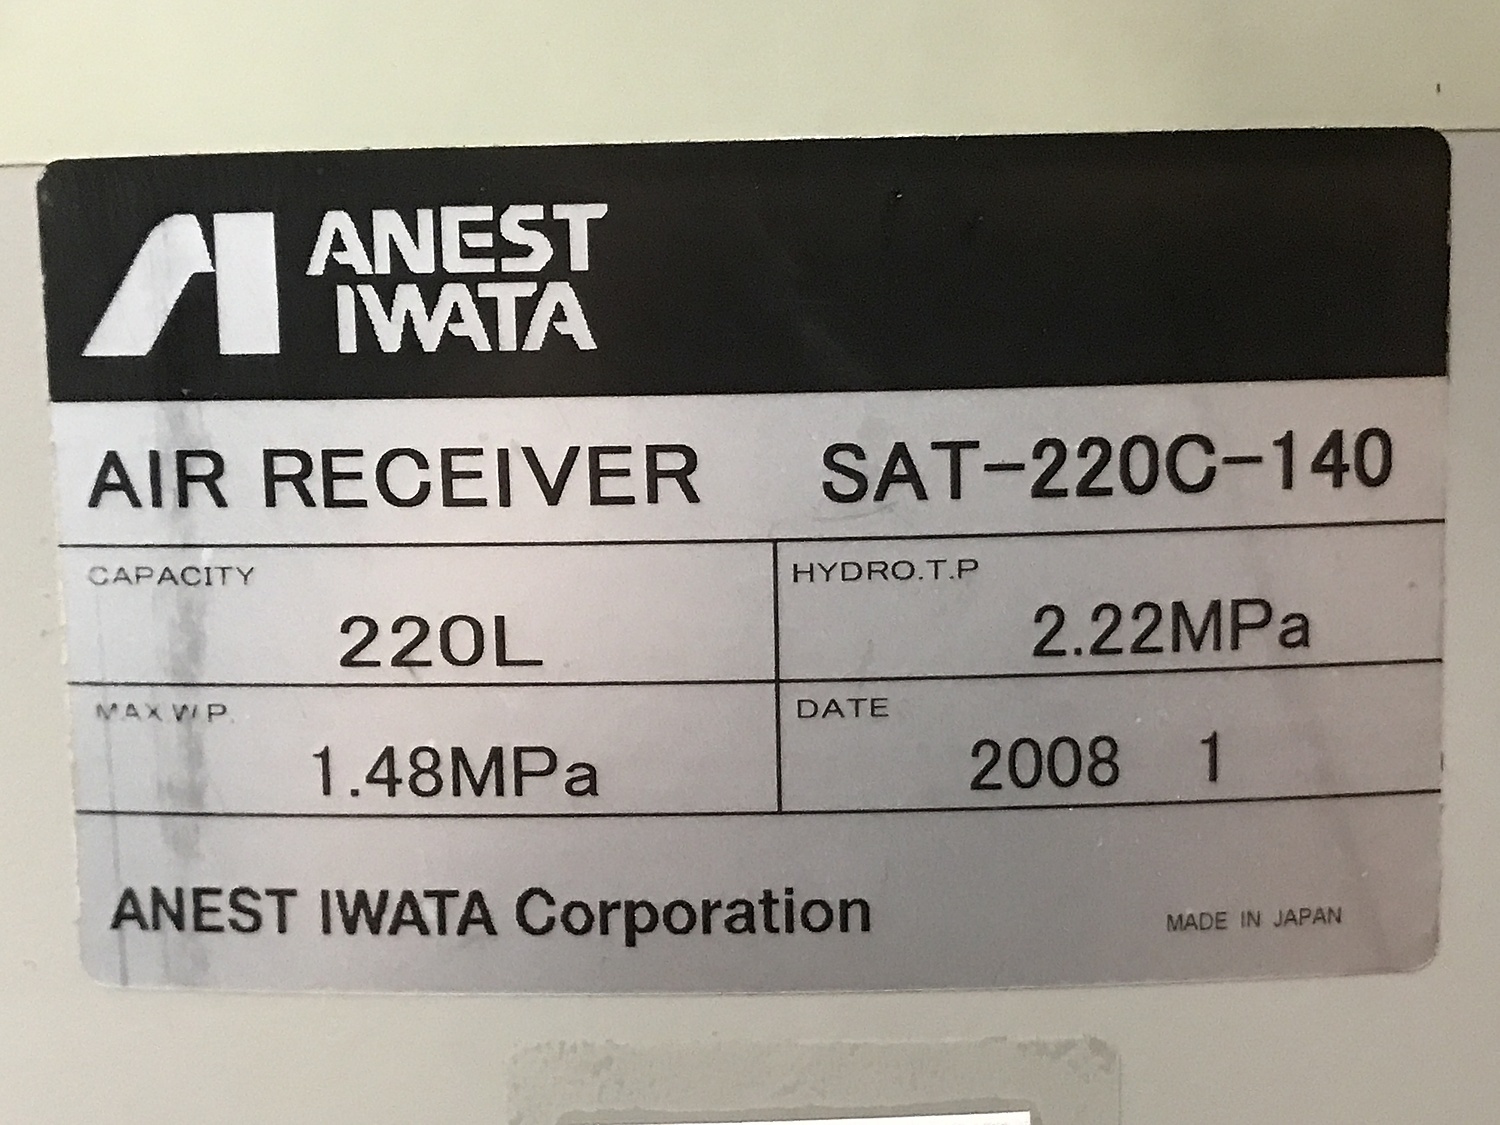 ANEST
IWATA
AIR RECEIVER SAT-220C-140
CAPACITY
220L
HYDRO.T.P
2.22MPa
MAX W.P.
1.48MPa
DATE
2008 1
ANEST IWATA Corporation
MADE IN JAPAN